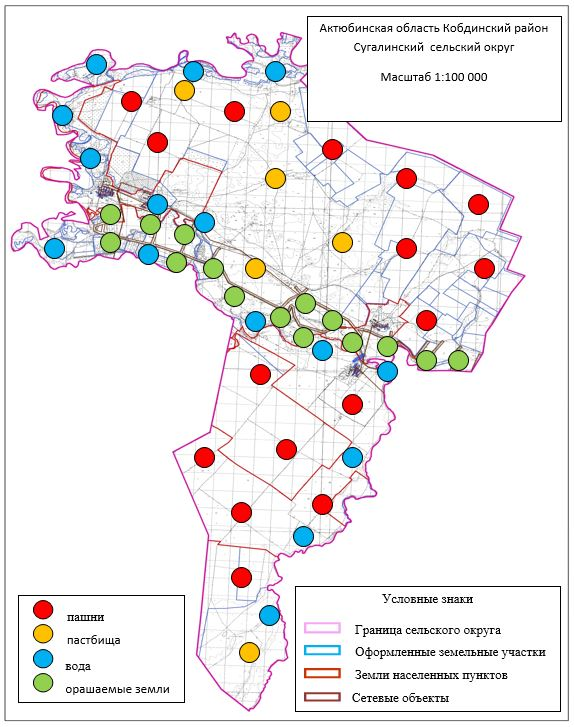 Актюбинская область Кобдинский район
Сугалинский сельский округ
Масштаб 1:100 000
пашни
пастбища
вода
орашаемые земли
Условные знаки
Граница сельского округа
Оформленные земельные участки
Земли населенных пунктов
Сетевые объекты